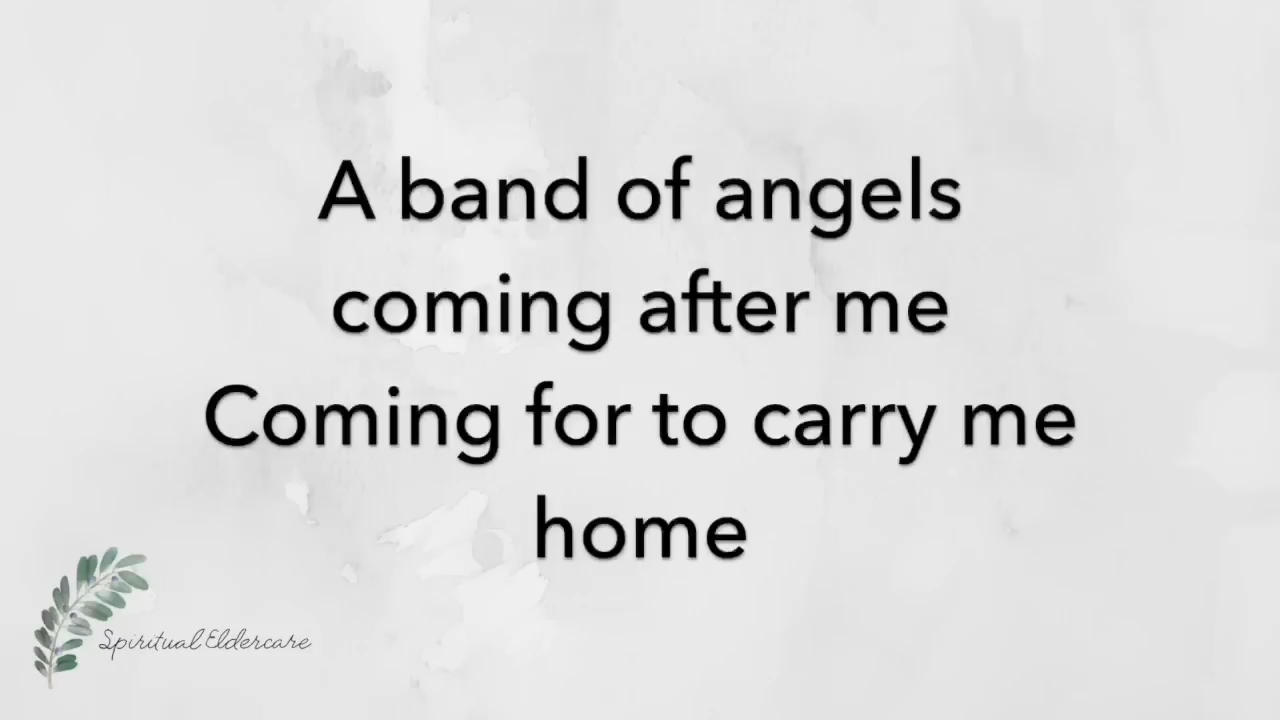 A band of angels
coming after me
Coming for to carry me
home
Spiritual Eldercare